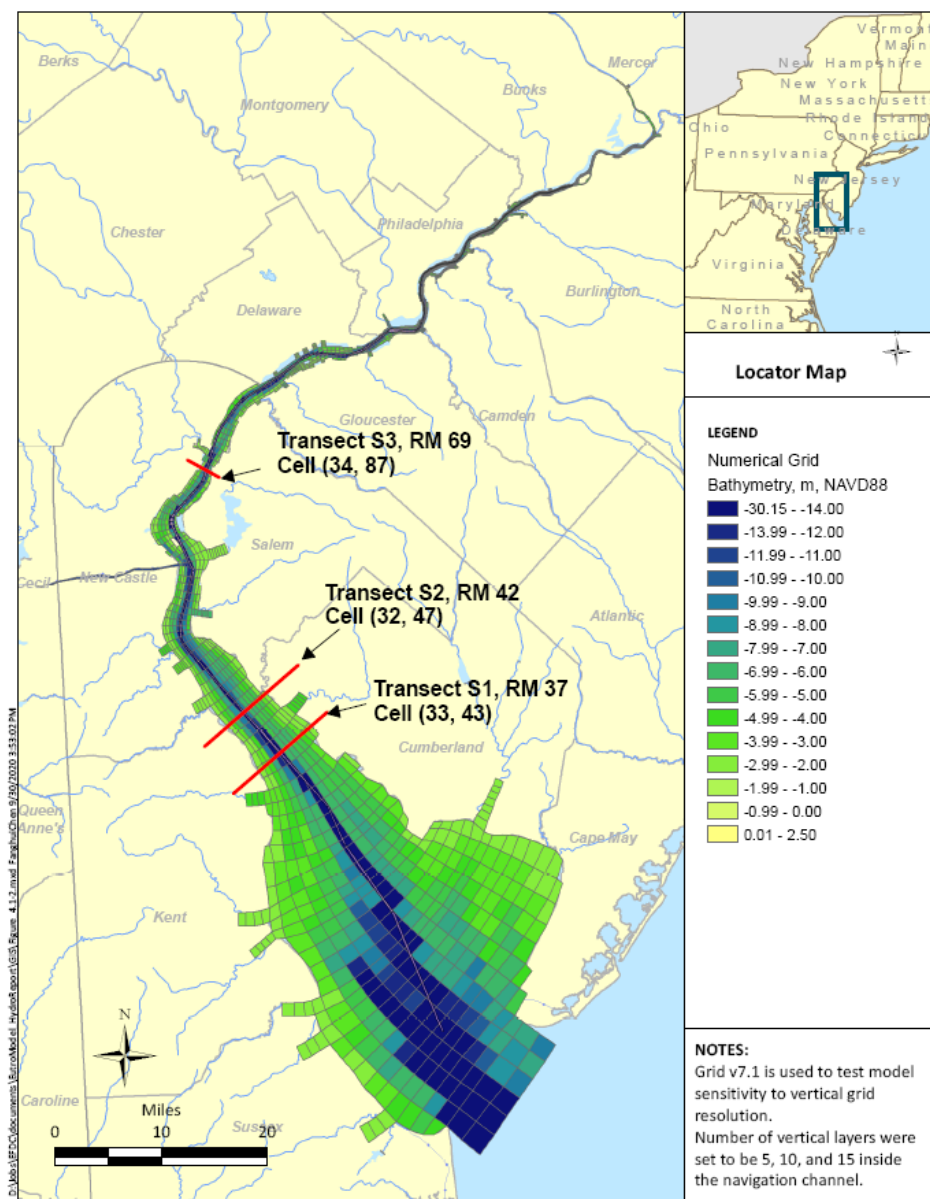 Berks
Mercer
Bucks
Montgomery
Philadelphia
Chester
Burlington
Delaware
Gloucester
Camden
Transect S3, RM 69
Cell (34, 87)
Salem
Cecil
New Castle
Transect S2, RM 42
Cell (32, 47)
Atlantic
Transect S1, RM 37
Cell (33, 43)
Cumberland
Queen
Anne's
Cape May
Kent
N
Caroline
Miles
Sussex
0 10 20
Vermont
Main
New Hampshire
New York
Massachusett
Rhode Island
Connecticu
Ohio
Pennsylvania
New Jersey
Maryland
Delaware
Virginia
North
Carolina
Locator Map
LEGEND
Numerical Grid
Bathymetry, m, NAVD88
-30.15 - -14.00
-13.99 - -12.00
-11.99 - -11.00
-10.99 - -10.00
-9.99 - -9.00
-8.99 - -8.00
-7.99 - -7.00
-6.99 - -6.00
-5.99 - -5.00
-4.99 - -4.00
-3.99 - -3.00
-2.99 - -2.00
-1.99 - -1.00
-0.99 - 0.00
0.01 - 2.50
NOTES:
Grid v7.1 is used to test model
sensitivity to vertical grid
resolution.
Number of vertical layers were
set to be 5, 10, and 15 inside
the navigation channel.